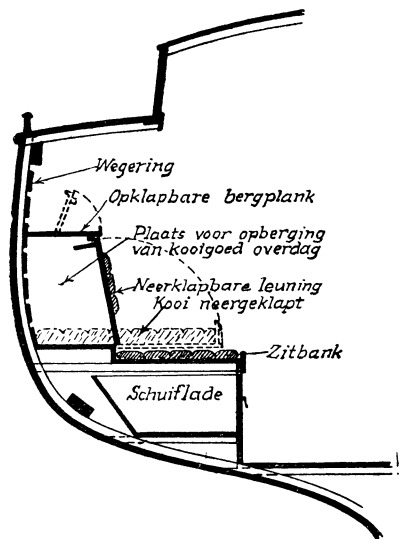 Wegering
Opklapbare bergplank
Plaats voor opberging
van kooigoed overdag
Neerklapbare leuning
Kooi neergeklapt
Zitbank
Schuiflade